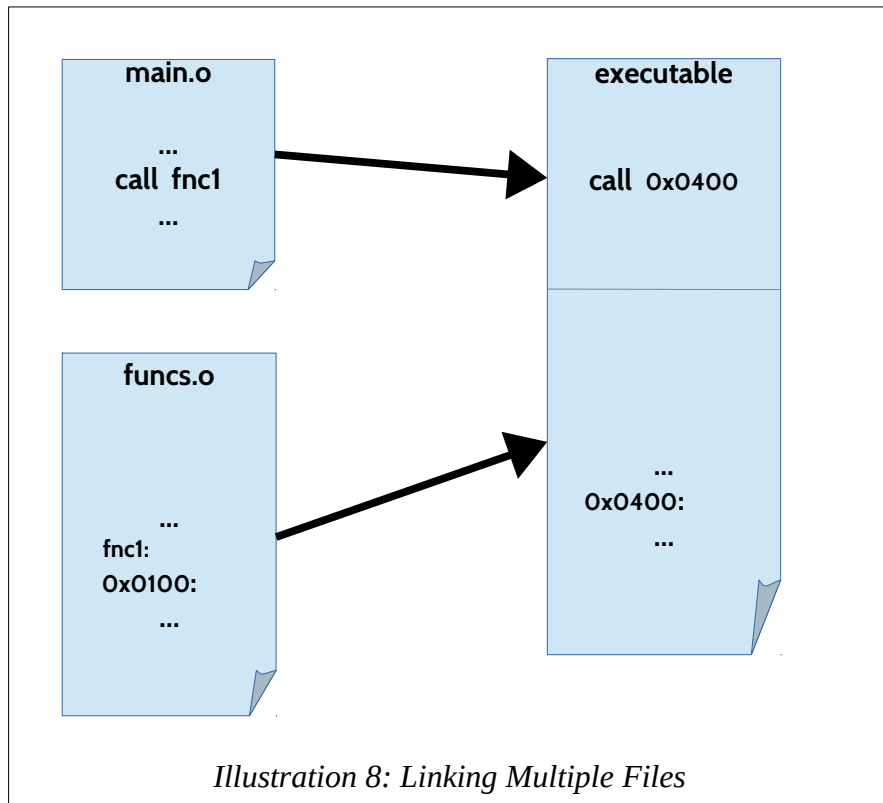 main.o
...
call fnc1
...
funcs.o
...
fnc1:
0x0100:
...
executable
call 0x0400
...
0x0400:
...
Illustration 8: Linking Multiple Files